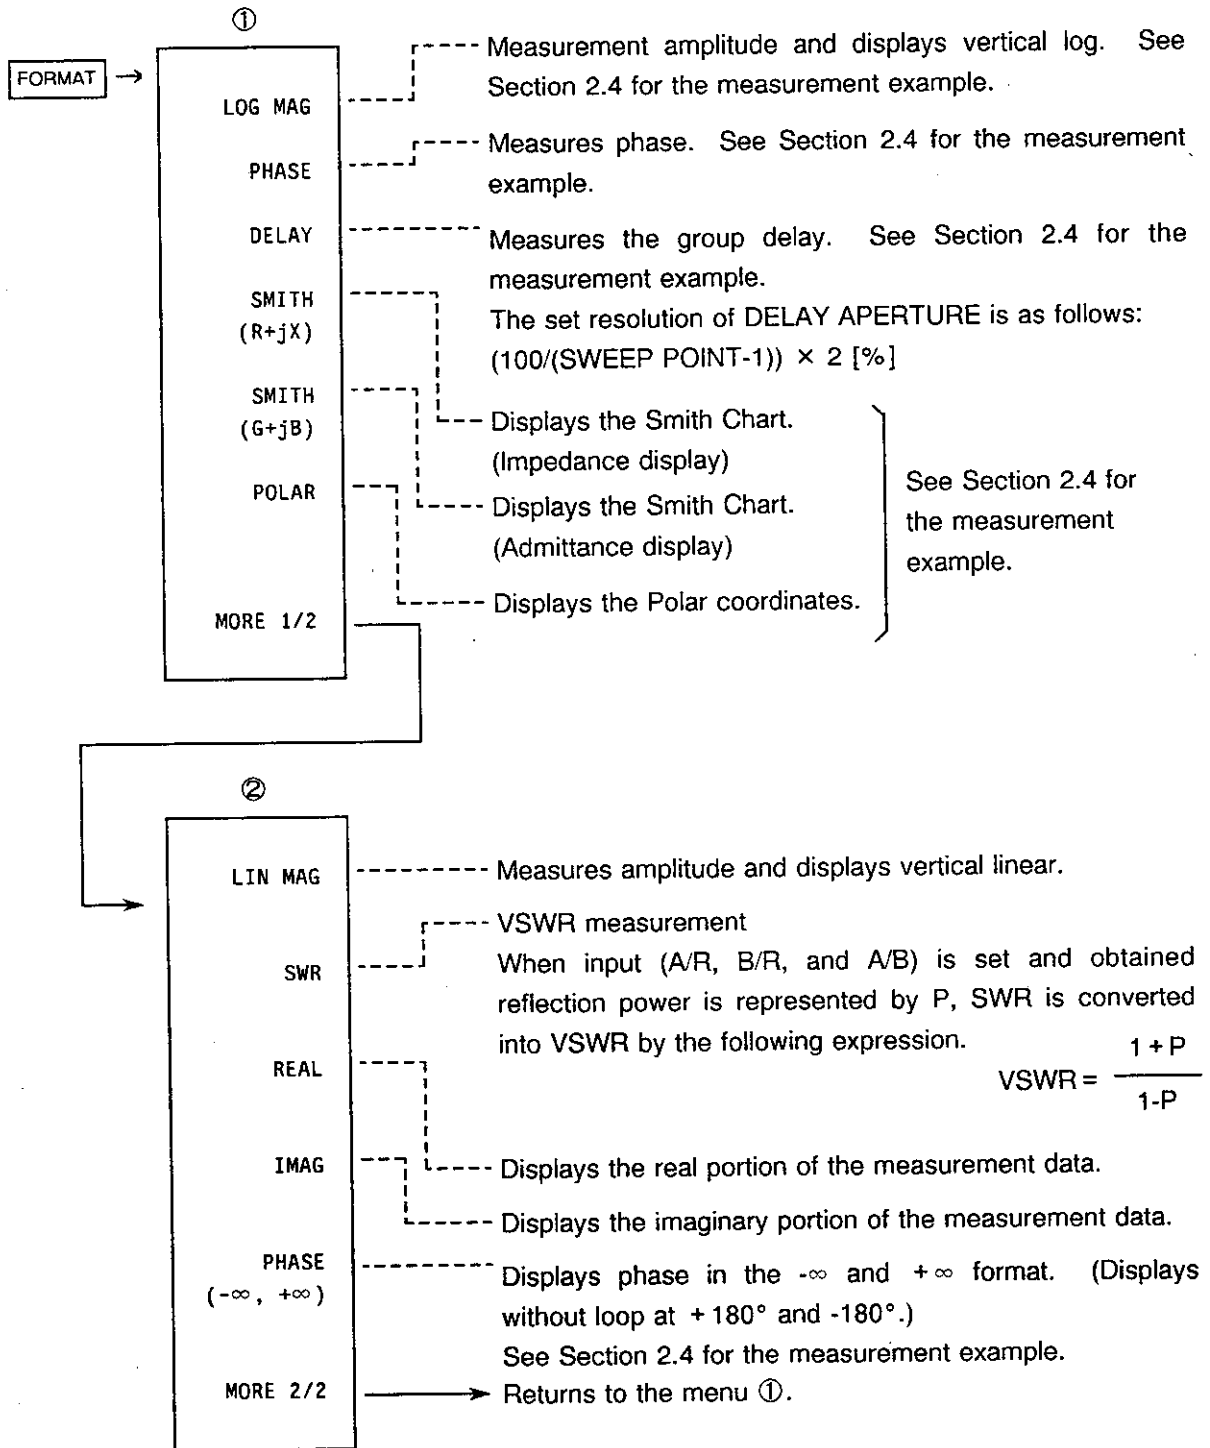 ①
FORMAT →
LOG MAG
Measurement amplitude and displays vertical log. See
Section 2.4 for the measurement example.
PHASE
Measures phase. See Section 2.4 for the measurement
example.
DELAY
Measures the group delay. See Section 2.4 for the
measurement example.
The set resolution of DELAY APERTURE is as follows:
(100/(SWEEP POINT-1)) × 2 [%]
SMITH
(R+jX)
Displays the Smith Chart.
(Impedance display)
SMITH
(G+jB)
Displays the Smith Chart.
(Admittance display)
POLAR
Displays the Polar coordinates.
See Section 2.4 for
the measurement
example.
MORE 1/2
②
LIN MAG
Measures amplitude and displays vertical linear.
SWR
VSWR measurement
When input (A/R, B/R, and A/B) is set and obtained
reflection power is represented by P, SWR is converted
into VSWR by the following expression.
VSWR = 1 + P
1-P
REAL
Displays the real portion of the measurement data.
IMAG
Displays the imaginary portion of the measurement data.
PHASE
(-∞, +∞)
Displays phase in the -∞ and +∞ format. (Displays
without loop at +180° and -180°.)
See Section 2.4 for the measurement example.
MORE 2/2
Returns to the menu ①.